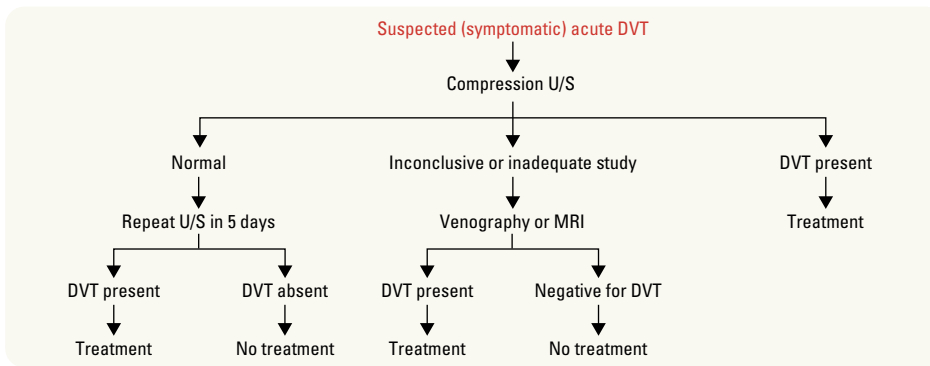 Suspected (symptomatic) acute DVT
Compression U/S
Normal
Inconclusive or inadequate study
DVT present
Repeat U/S in 5 days
Venography or MRI
Treatment
DVT present
DVT absent
DVT present
Negative for DVT
Treatment
No treatment
Treatment
No treatment